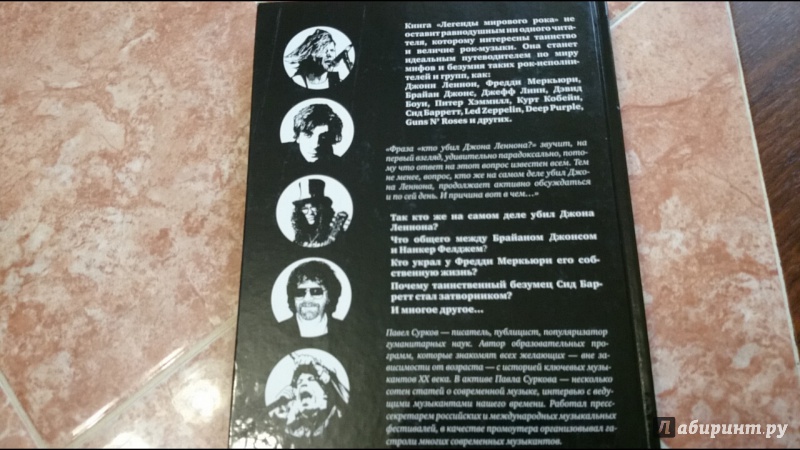 Книга «Легенды мирового рока» не
оставит равнодушным ни одного чита-
теля, которому интересны таинство
и величие рок-музыки. Она станет
идеальным путеводителем по миру
мифов и безумия таких рок-исполни-
телей и групп, как:
Джонни Леннон, Фредди Меркьюри,
Брайан Джонс, Джефф Линн, Дэвид
Боуи, Питер Хэммилл, Курт Кобейн,
Сид Барретт, Led Zeppelin, Deep Purple,
Guns N' Roses и других.
«Фраза «кто убил Джона Леннона?» звучит, на
первый взгляд, удивительно парадоксально, пото-
му что ответ на этот вопрос известен всем. Тем
не менее, вопрос, кто же на самом деле убил Джо-
на Леннона, продолжает активно обсуждаться
и по сей день. И причина вот в чем...»
Так кто же на самом деле убил Джона
Леннона?
Что общего между Брайаном Джонсом
и Нанкер Фелджем?
Кто украл у Фредди Меркьюри его соб-
ственную жизнь?
Почему таинственный безумец Сид Бар-
ретт стал затворником?
И многое другое...
Павел Сурков — писатель, публицист, популяризатор
гуманитарных наук. Автор образовательных про-
грамм, которые знакомят всех желающих — вне за-
висимости от возраста — с историей ключевых музы-
кантов XX века. В активе Павла Суркова — несколько
сотен статей о современной музыке, интервью с веду-
щими музыкантами нашего времени. Работал пресс-
секретарем российских и международных музыкальных
фестивалей, в качестве промоутера организовывал га-
строли многих современных музыкантов.
Лабиринт.ру